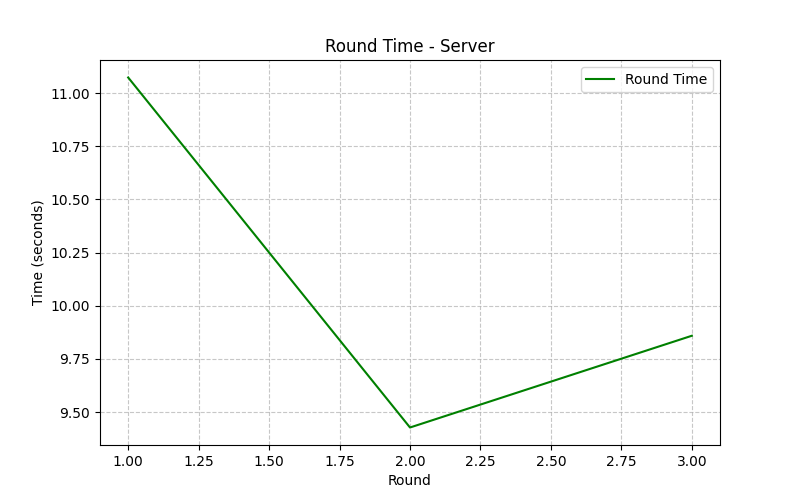 Round Time - Server
Round Time
Time (seconds)
11.00
10.75
10.50
10.25
10.00
9.75
9.50
1.00 1.25 1.50 1.75 2.00 2.25 2.50 2.75 3.00
Round